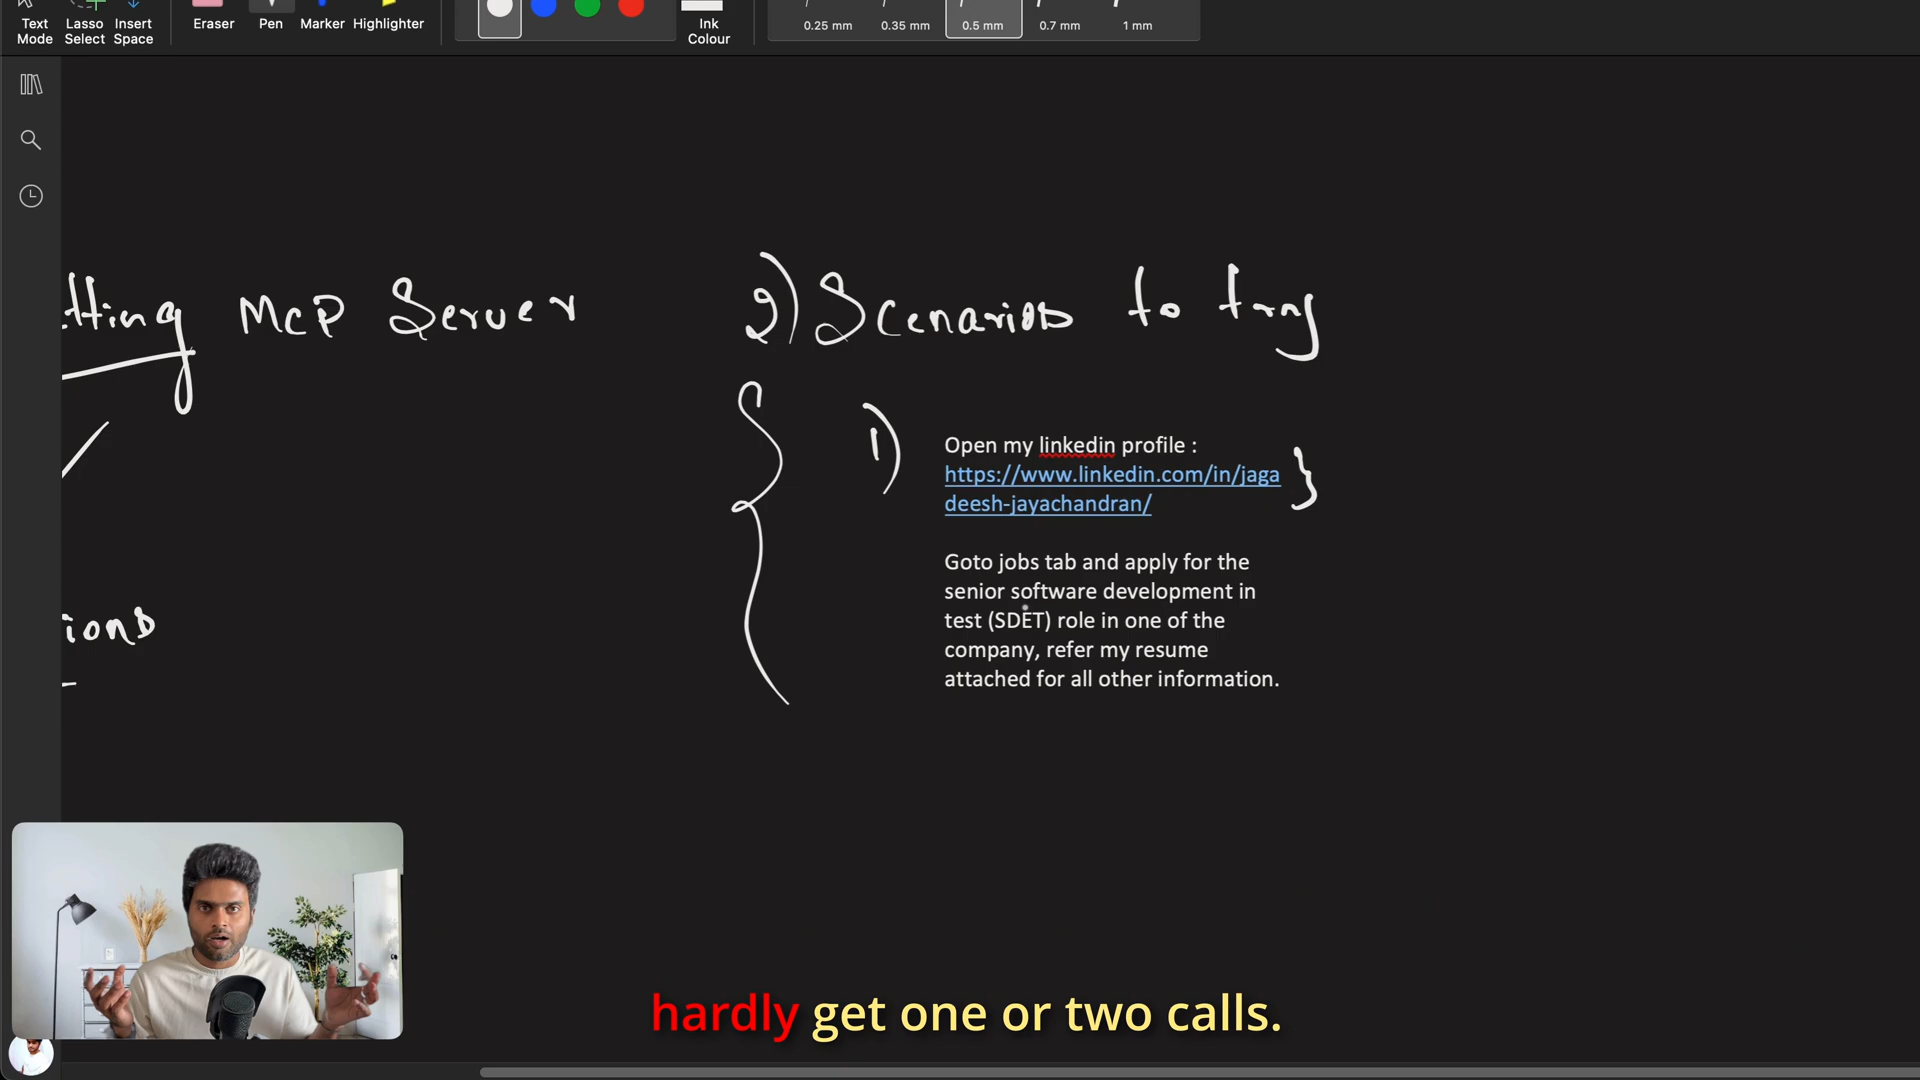 Text Mode
Lasso Select
Insert Space
Eraser
Pen
Marker
Highlighter
Ink Colour
0.25 mm
0.35 mm
0.5 mm
0.7 mm
1 mm
tting MCP Server
2) Scenarios to
1)
Open my linkedin profile :
https://www.linkedin.com/in/jaga
deesh-jayachandran/
Goto jobs tab and apply for the
senior software development in
test (SDET) role in one of the
company, refer my resume
attached for all other information.
ions
hardly get one or two calls.